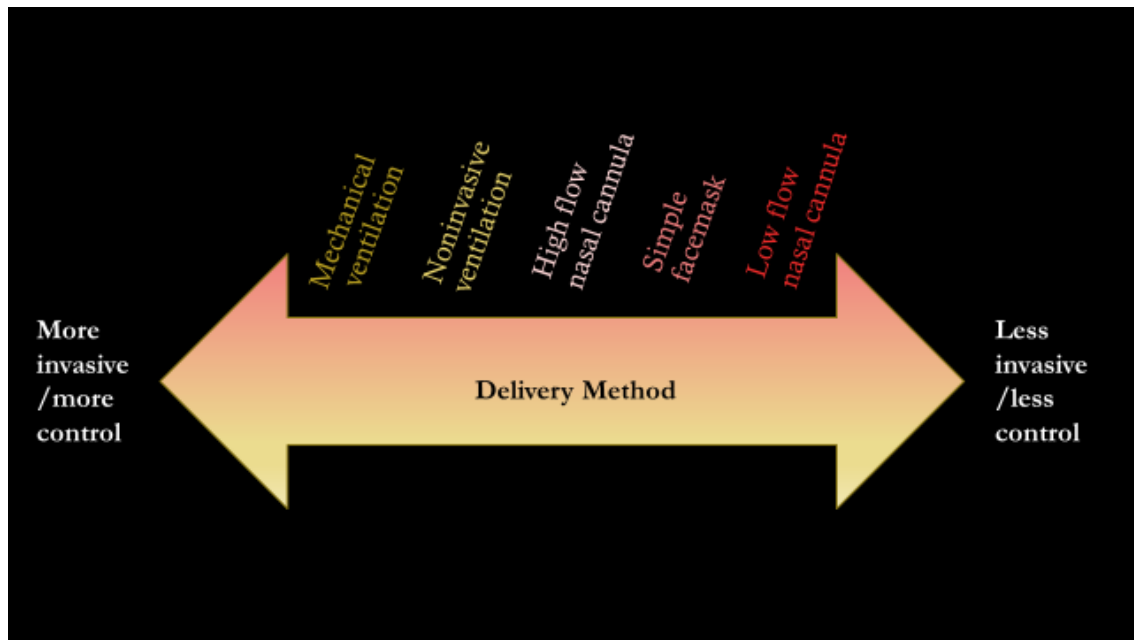 Mechanical
ventilation
Noninvasive
ventilation
High flow
nasal cannula
Simple
facemask
Low flow
nasal cannula
More
invasive
/more
control
Delivery Method
Less
invasive
/less
control